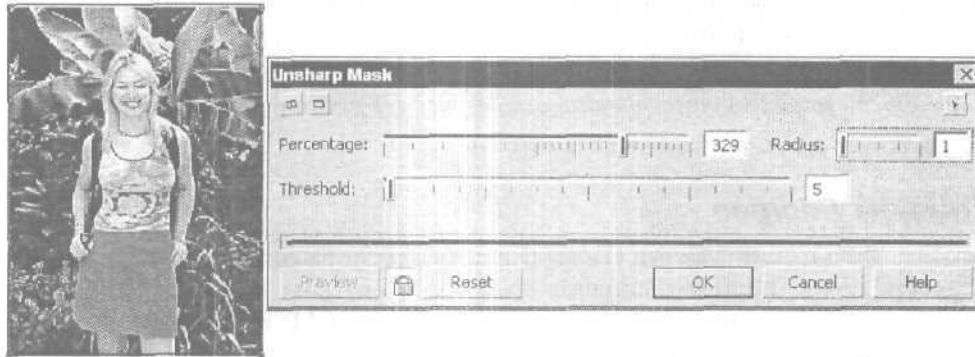 Unsharp Mask
Percentage: 329 Radius: 1
Threshold: 5
Preview Reset OK Cancel Help